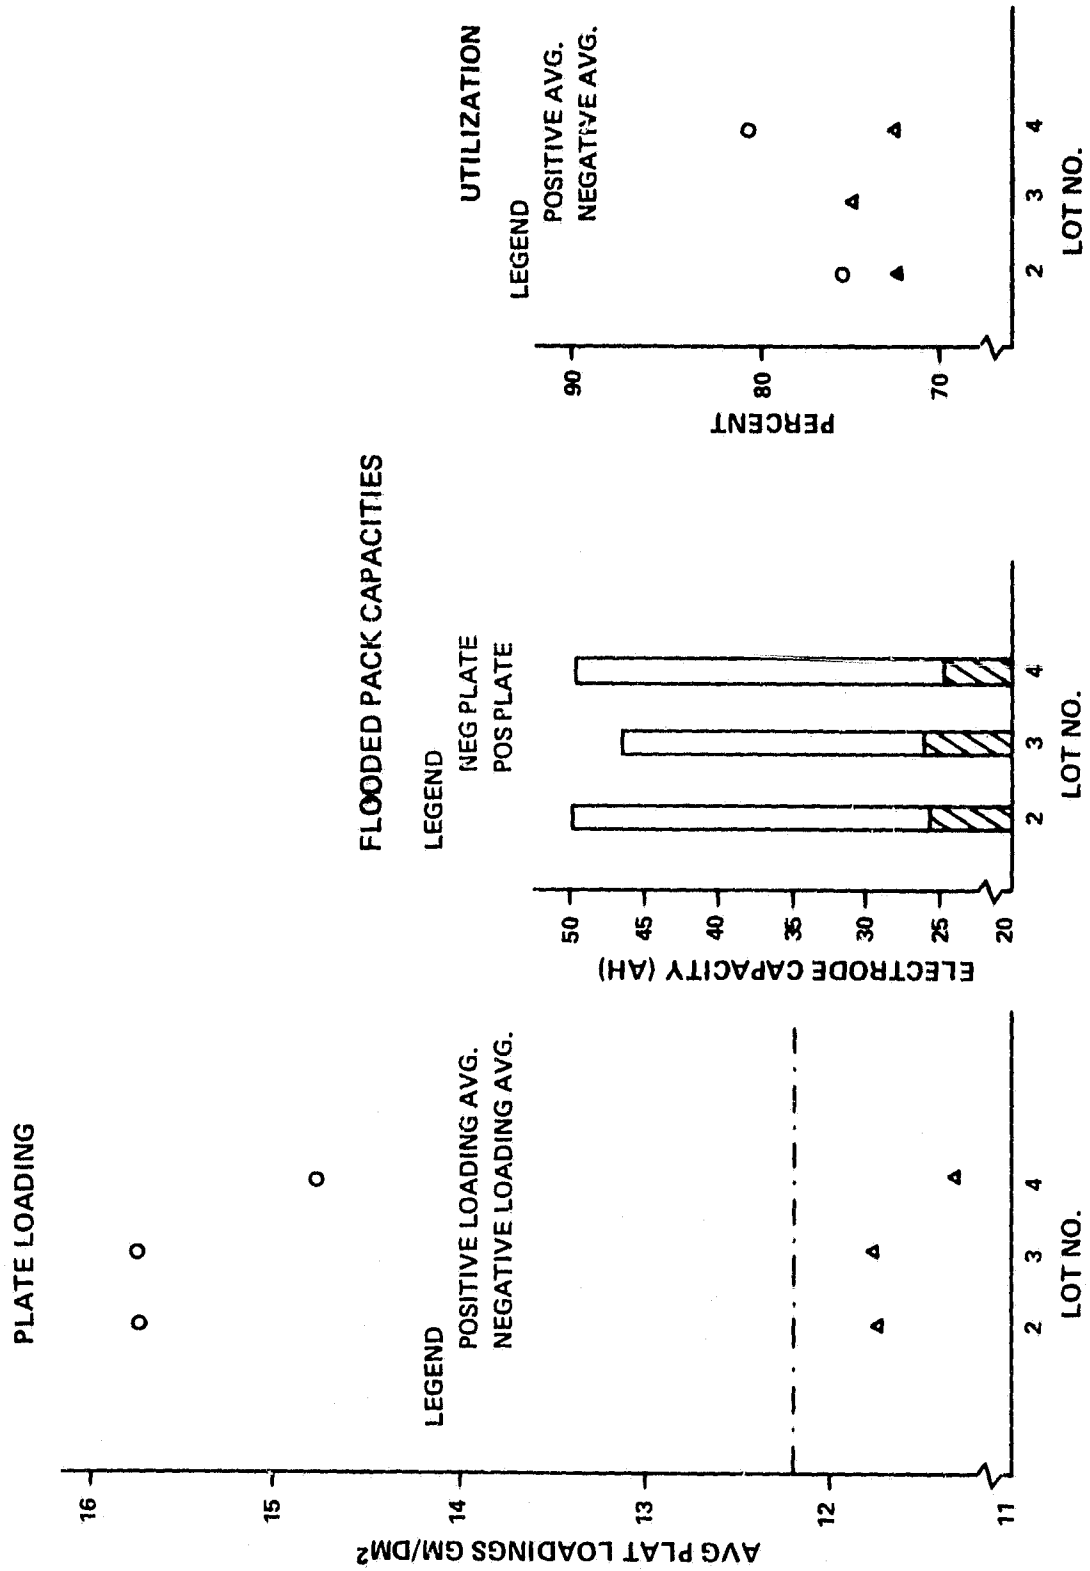 PLATE LOADING
AVG PLAT LOADINGS GM/DM²
16
15
14
13
12
11
LEGEND
POSITIVE LOADING AVG.
NEGATIVE LOADING AVG.
2 3 4
LOT NO.
FLOODED PACK CAPACITIES
ELECTRODE CAPACITY (AH)
50
45
40
35
30
25
20
LEGEND
NEG PLATE
POS PLATE
2 3 4
LOT NO.
UTILIZATION
PERCENT
90
80
70
LEGEND
POSITIVE AVG.
NEGATIVE AVG.
2 3 4
LOT NO.